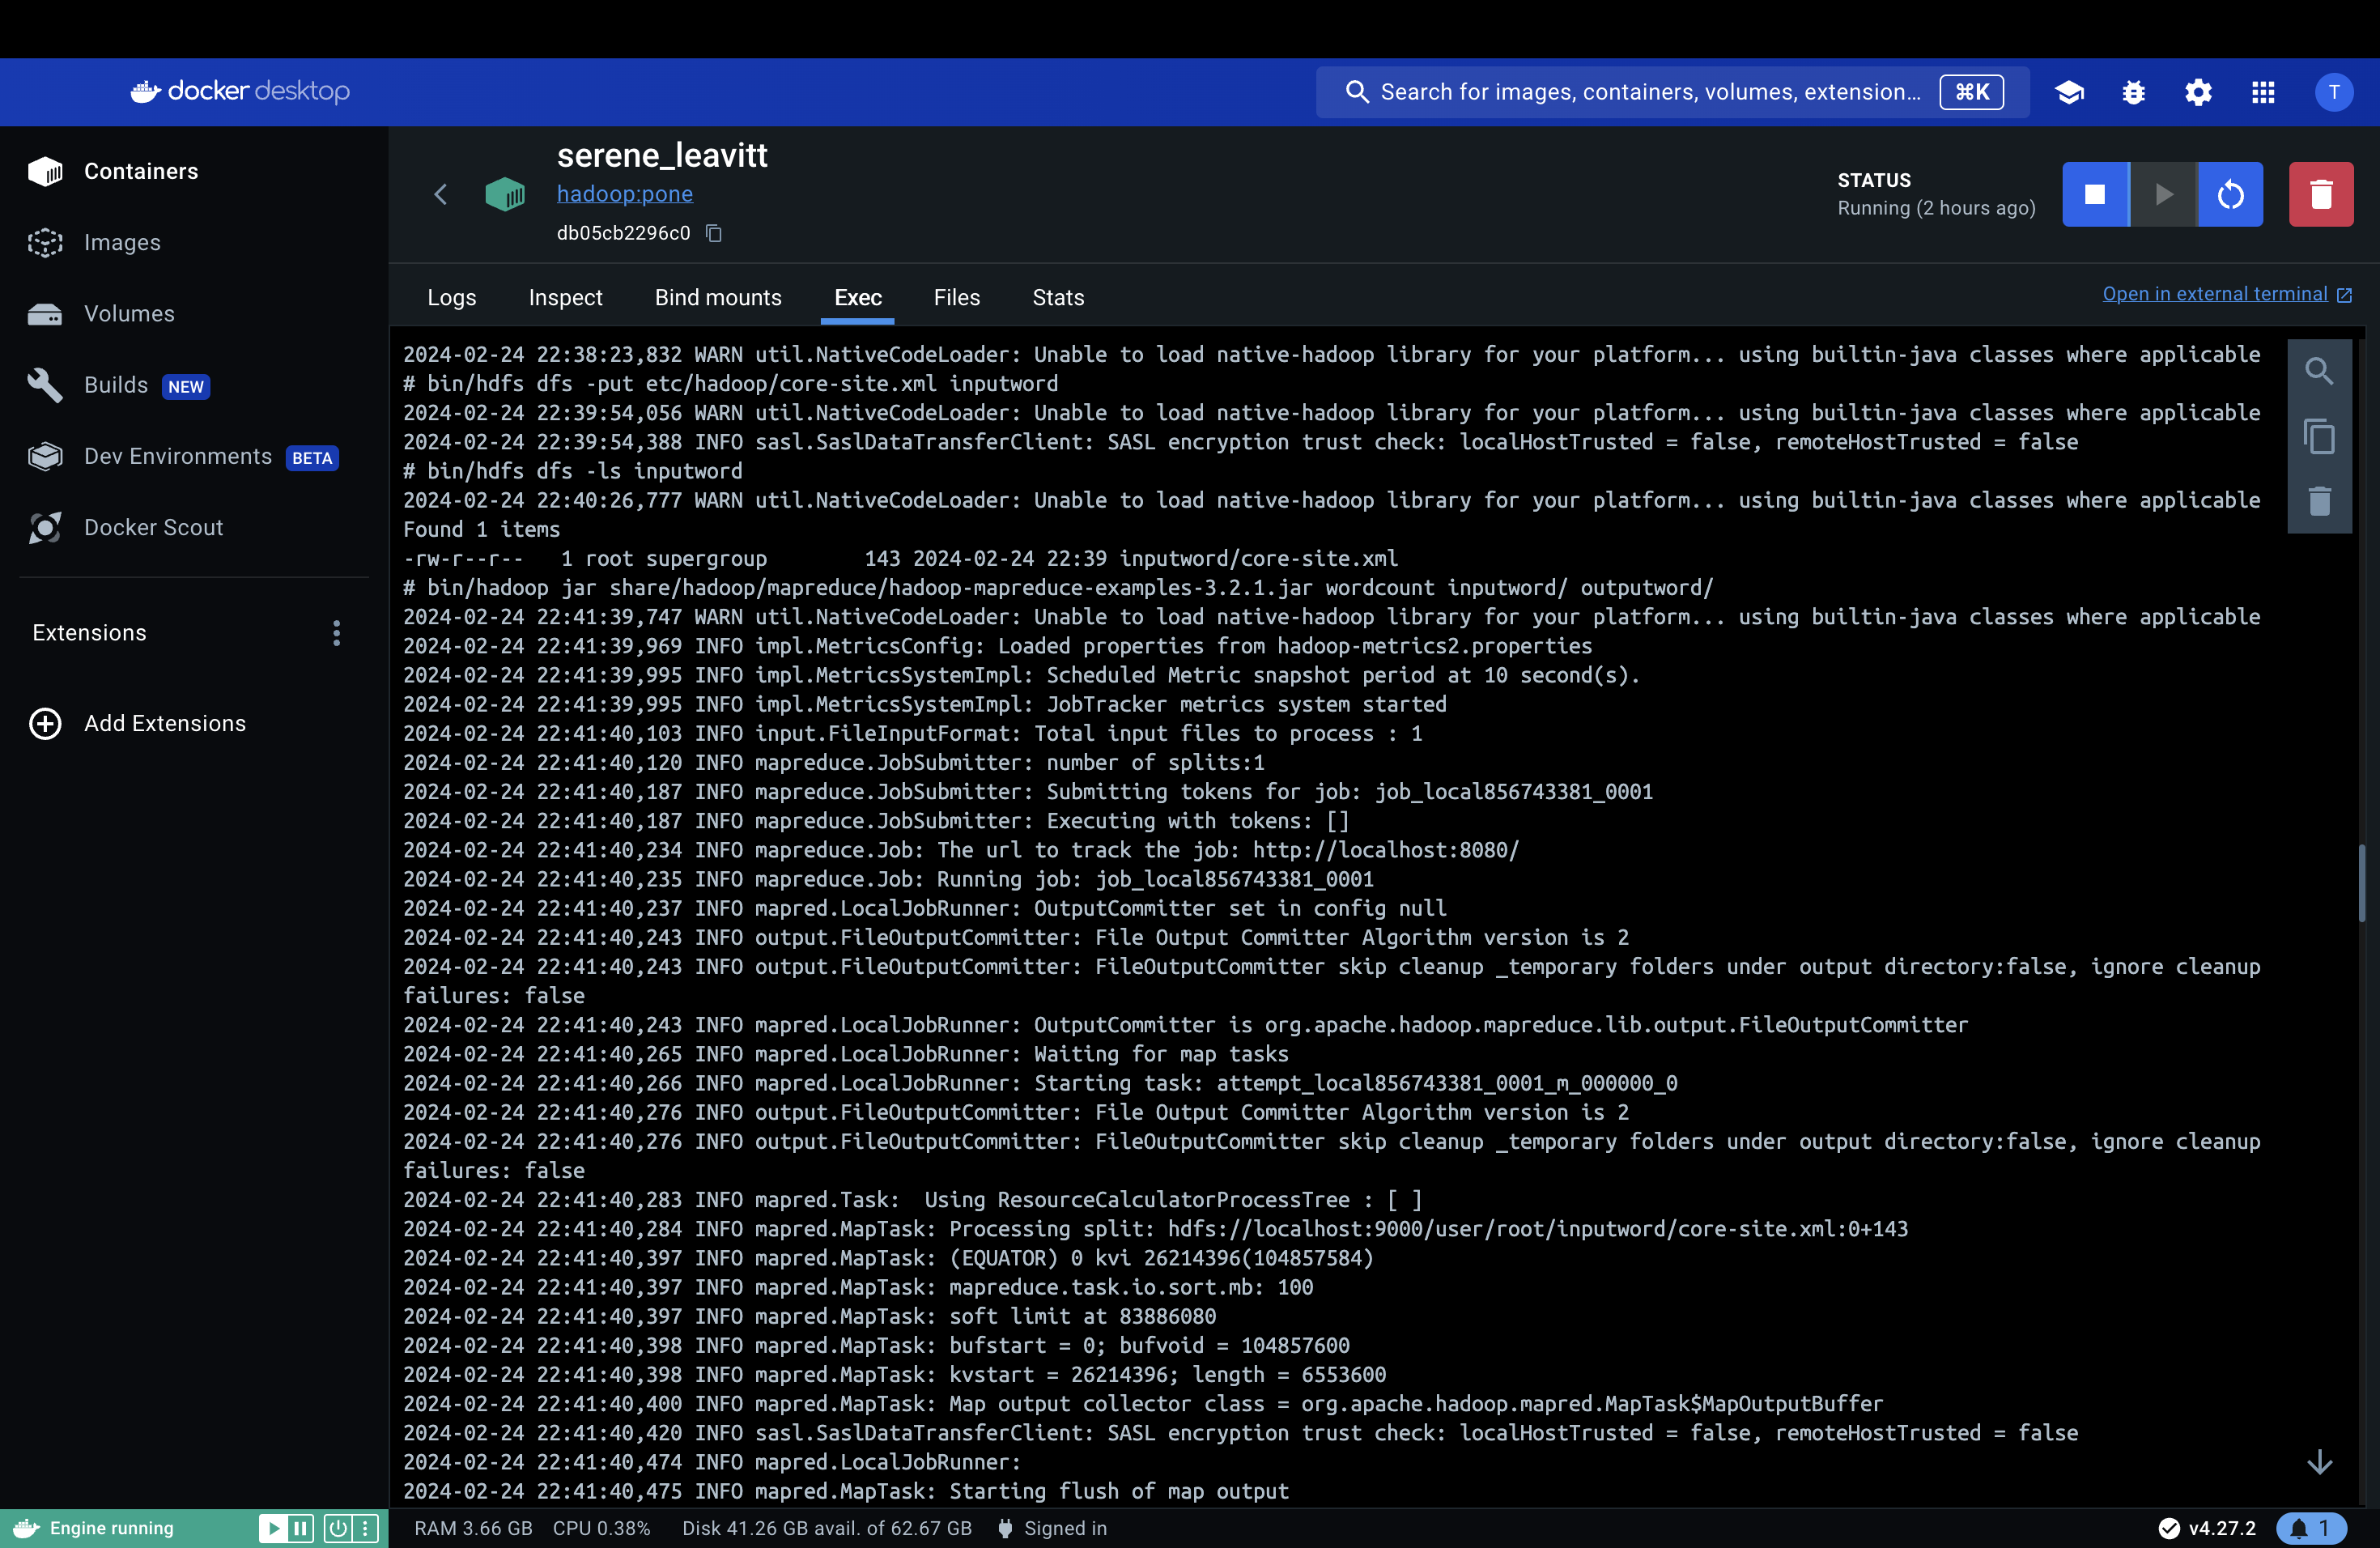 docker desktop
Search for images, containers, volumes, extension...
⌘K
T
Containers
Images
Volumes
Builds NEW
Dev Environments BETA
Docker Scout
Extensions
Add Extensions
serene_leavitt
hadoop:pone
db05cb2296c0
STATUS
Running (2 hours ago)
Logs Inspect Bind mounts Exec Files Stats
Open in external terminal
2024-02-24 22:38:23,832 WARN util.NativeCodeLoader: Unable to load native-hadoop library for your platform... using builtin-java classes where applicable
# bin/hdfs dfs -put etc/hadoop/core-site.xml inputword
2024-02-24 22:39:54,056 WARN util.NativeCodeLoader: Unable to load native-hadoop library for your platform... using builtin-java classes where applicable
2024-02-24 22:39:54,388 INFO sasl.SaslDataTransferClient: SASL encryption trust check: localHostTrusted = false, remoteHostTrusted = false
# bin/hdfs dfs -ls inputword
2024-02-24 22:40:26,777 WARN util.NativeCodeLoader: Unable to load native-hadoop library for your platform... using builtin-java classes where applicable
Found 1 items
-rw-r--r--   1 root supergroup        143 2024-02-24 22:39 inputword/core-site.xml
# bin/hadoop jar share/hadoop/mapreduce/hadoop-mapreduce-examples-3.2.1.jar wordcount inputword/ outputword/
2024-02-24 22:41:39,747 WARN util.NativeCodeLoader: Unable to load native-hadoop library for your platform... using builtin-java classes where applicable
2024-02-24 22:41:39,969 INFO impl.MetricsConfig: Loaded properties from hadoop-metrics2.properties
2024-02-24 22:41:39,995 INFO impl.MetricsSystemImpl: Scheduled Metric snapshot period at 10 second(s).
2024-02-24 22:41:39,995 INFO impl.MetricsSystemImpl: JobTracker metrics system started
2024-02-24 22:41:40,103 INFO input.FileInputFormat: Total input files to process : 1
2024-02-24 22:41:40,120 INFO mapreduce.JobSubmitter: number of splits:1
2024-02-24 22:41:40,187 INFO mapreduce.JobSubmitter: Submitting tokens for job: job_local856743381_0001
2024-02-24 22:41:40,187 INFO mapreduce.JobSubmitter: Executing with tokens: []
2024-02-24 22:41:40,234 INFO mapreduce.Job: The url to track the job: http://localhost:8080/
2024-02-24 22:41:40,235 INFO mapreduce.Job: Running job: job_local856743381_0001
2024-02-24 22:41:40,237 INFO mapred.LocalJobRunner: OutputCommitter set in config null
2024-02-24 22:41:40,243 INFO output.FileOutputCommitter: File Output Committer Algorithm version is 2
2024-02-24 22:41:40,243 INFO output.FileOutputCommitter: FileOutputCommitter skip cleanup _temporary folders under output directory:false, ignore cleanup
failures: false
2024-02-24 22:41:40,243 INFO mapred.LocalJobRunner: OutputCommitter is org.apache.hadoop.mapreduce.lib.output.FileOutputCommitter
2024-02-24 22:41:40,265 INFO mapred.LocalJobRunner: Waiting for map tasks
2024-02-24 22:41:40,266 INFO mapred.LocalJobRunner: Starting task: attempt_local856743381_0001_m_000000_0
2024-02-24 22:41:40,276 INFO output.FileOutputCommitter: File Output Committer Algorithm version is 2
2024-02-24 22:41:40,276 INFO output.FileOutputCommitter: FileOutputCommitter skip cleanup _temporary folders under output directory:false, ignore cleanup
failures: false
2024-02-24 22:41:40,283 INFO mapred.Task:  Using ResourceCalculatorProcessTree : [ ]
2024-02-24 22:41:40,284 INFO mapred.MapTask: Processing split: hdfs://localhost:9000/user/root/inputword/core-site.xml:0+143
2024-02-24 22:41:40,397 INFO mapred.MapTask: (EQUATOR) 0 kvi 26214396(104857584)
2024-02-24 22:41:40,397 INFO mapred.MapTask: mapreduce.task.io.sort.mb: 100
2024-02-24 22:41:40,397 INFO mapred.MapTask: soft limit at 83886080
2024-02-24 22:41:40,398 INFO mapred.MapTask: bufstart = 0; bufvoid = 104857600
2024-02-24 22:41:40,398 INFO mapred.MapTask: kvstart = 26214396; length = 6553600
2024-02-24 22:41:40,400 INFO mapred.MapTask: Map output collector class = org.apache.hadoop.mapred.MapTask$MapOutputBuffer
2024-02-24 22:41:40,420 INFO sasl.SaslDataTransferClient: SASL encryption trust check: localHostTrusted = false, remoteHostTrusted = false
2024-02-24 22:41:40,474 INFO mapred.LocalJobRunner:
2024-02-24 22:41:40,475 INFO mapred.MapTask: Starting flush of map output
Engine running
RAM 3.66 GB CPU 0.38% Disk 41.26 GB avail. of 62.67 GB Signed in
v4.27.2
1